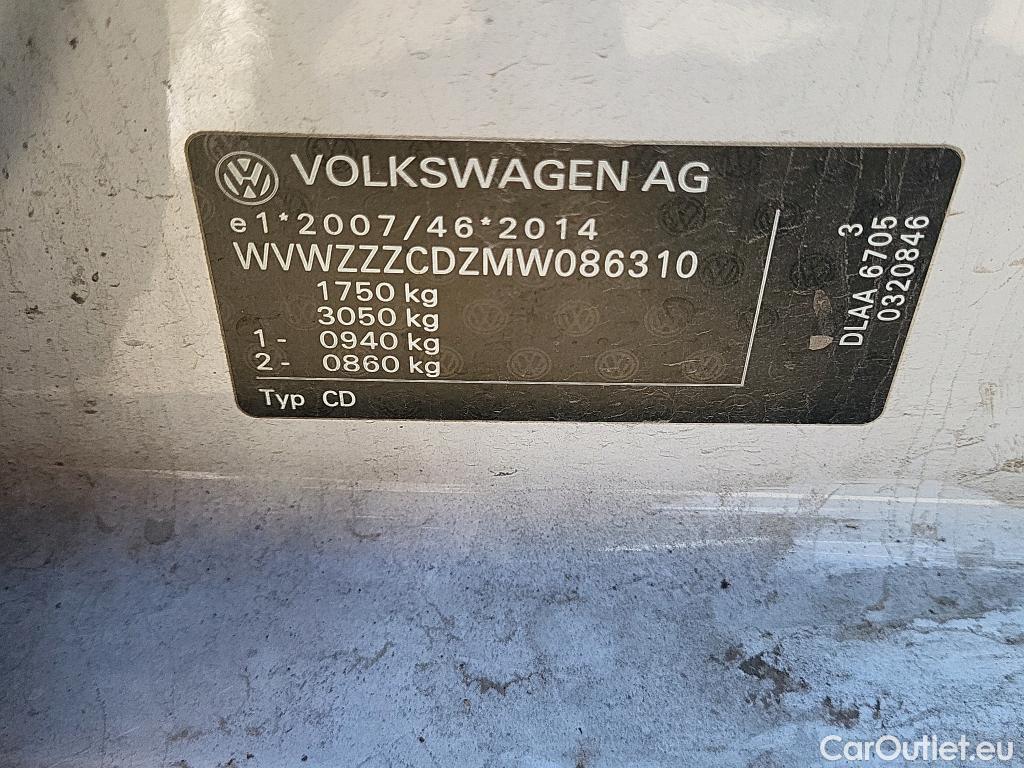 VOLKSWAGEN AG
e1*2007/46*2014
WVWZZZCDZMW086310
1750 kg
3050 kg
1- 0940 kg
2- 0860 kg
Typ CD
3
DLAA 6705
0320846
CarOutlet.eu